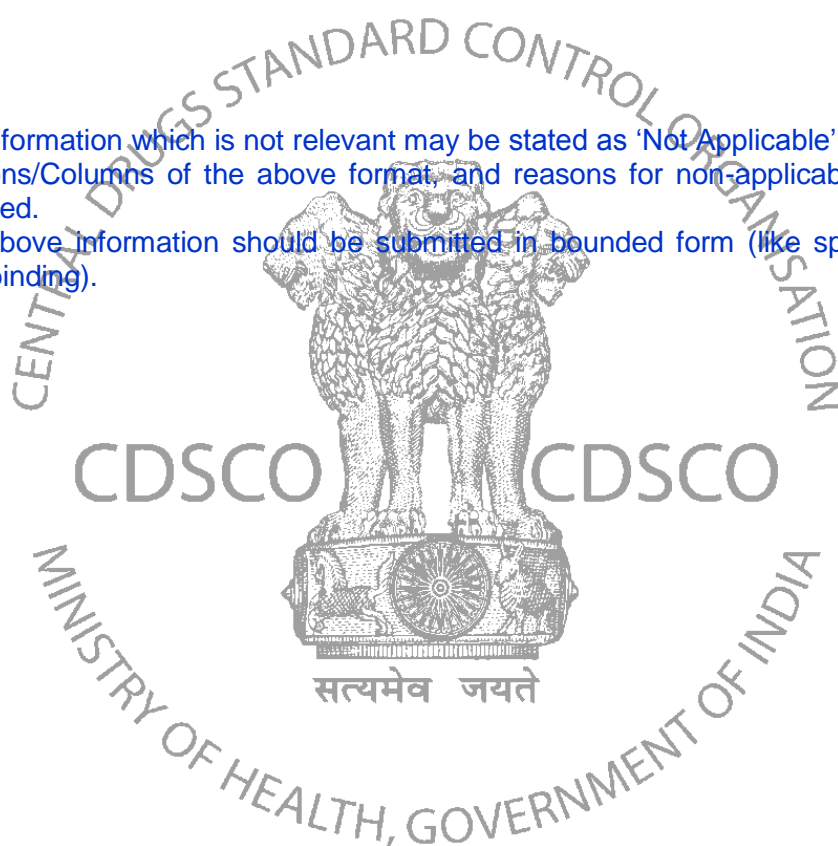 CENTRAL DRUGS STANDARD CONTROL ORGANISATION
formation which is not relevant may be stated as ‘Not Applicable’
ns/Columns of the above format, and reasons for non-applicab
ed.
bove information should be submitted in bounded form (like sp
binding).
CDSCO CDSCO
सत्यमेव जयते
MINISTRY OF HEALTH, GOVERNMENT OF INDIA